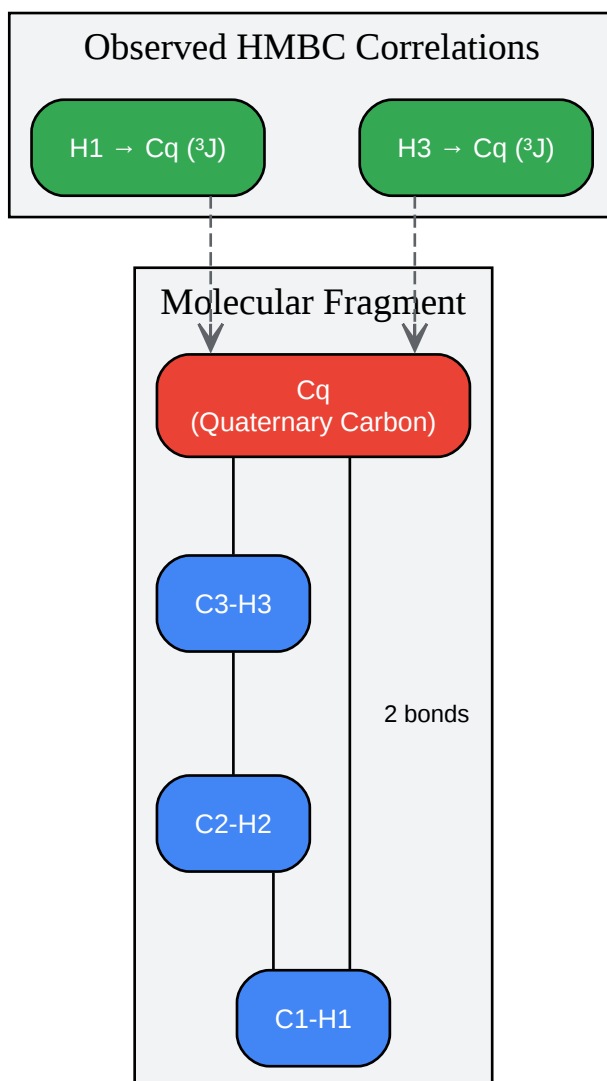 Observed HMBC Correlations
H1 → Cq (³J)
H3 → Cq (³J)
Molecular Fragment
Cq
(Quaternary Carbon)
C3-H3
2 bonds
C2-H2
C1-H1